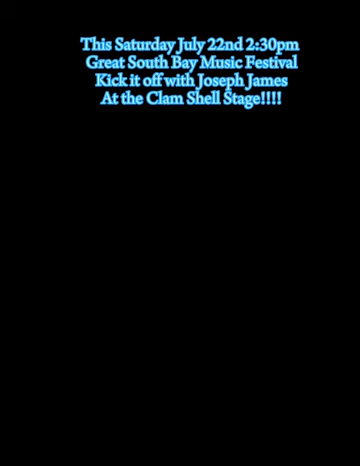 This Saturday July 22nd 2:30pm
Great South Bay Music Festival
Kick it off with Joseph James
At the Clam Shell Stage!!!!